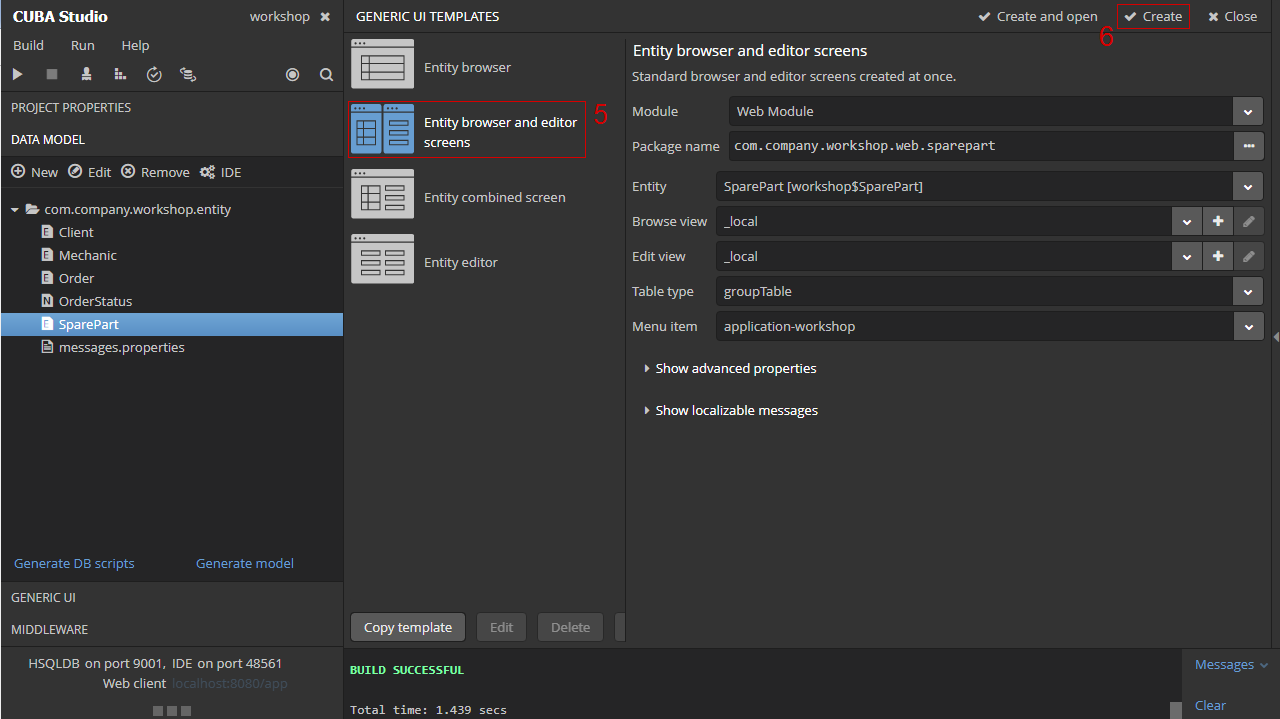 CUBA Studio
workshop
Build Run Help
PROJECT PROPERTIES
DATA MODEL
New Edit Remove IDE
com.company.workshop.entity
E Client
E Mechanic
E Order
N OrderStatus
E SparePart
messages.properties
Generate DB scripts Generate model
GENERIC UI
MIDDLEWARE
HSQLDB on port 9001, IDE on port 48561
Web client localhost:8080/app
GENERIC UI TEMPLATES
Create and open Create Close
6
Entity browser
Entity browser and editor
screens
5
Entity combined screen
Entity editor
Copy template Edit Delete
Entity browser and editor screens
Standard browser and editor screens created at once.
Module Web Module
Package name com.company.workshop.web.sparepart
Entity SparePart [workshop$SparePart]
Browse view _local
Edit view _local
Table type groupTable
Menu item application-workshop
Show advanced properties
Show localizable messages
BUILD SUCCESSFUL
Total time: 1.439 secs
Messages
Clear